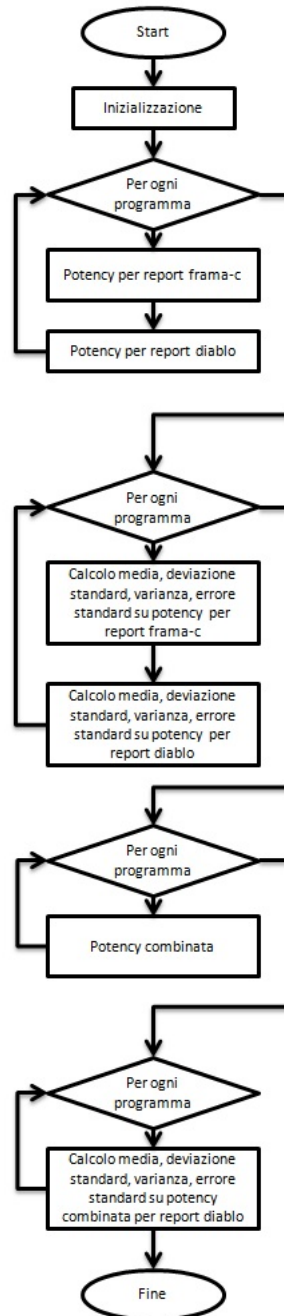 Start
Inizializzazione
Per ogni
programma
Potency per report frama-c
Potency per report diablo
Per ogni
programma
Calcolo media, deviazione
standard, varianza, errore
standard su potency per
report frama-c
Calcolo media, deviazione
standard, varianza, errore
standard su potency per
report diablo
Per ogni
programma
Potency combinata
Per ogni
programma
Calcolo media, deviazione
standard, varianza, errore
standard su potency
combinata per report diablo
Fine